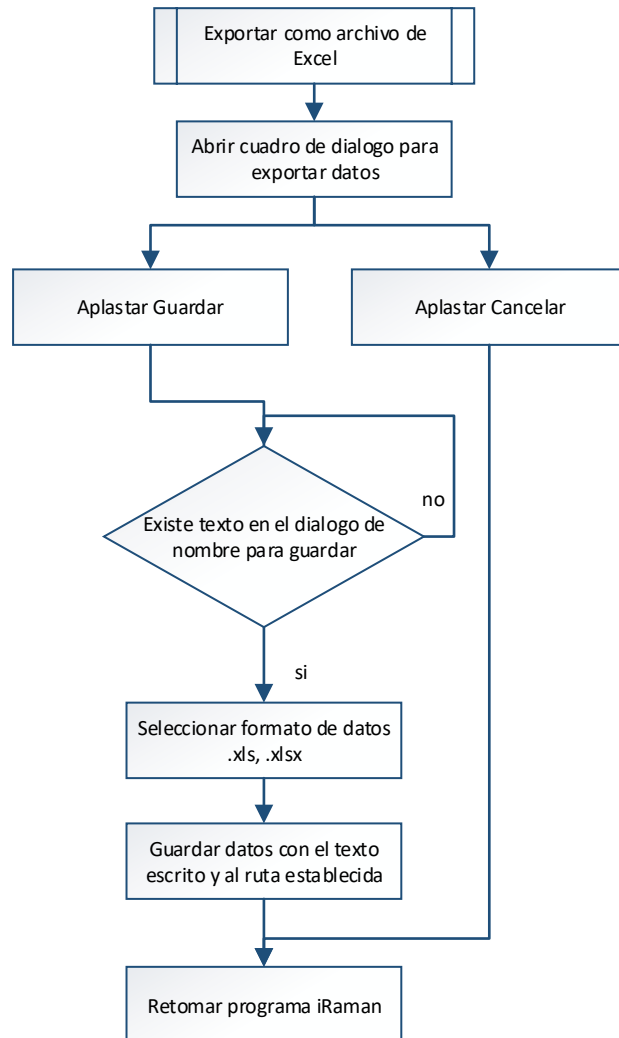 Exportar como archivo de
Excel
Abrir cuadro de dialogo para
exportar datos
Aplastar Guardar
Aplastar Cancelar
no
Existe texto en el dialogo de
nombre para guardar
si
Seleccionar formato de datos
.xls, .xlsx
Guardar datos con el texto
escrito y al ruta establecida
Retomar programa iRaman